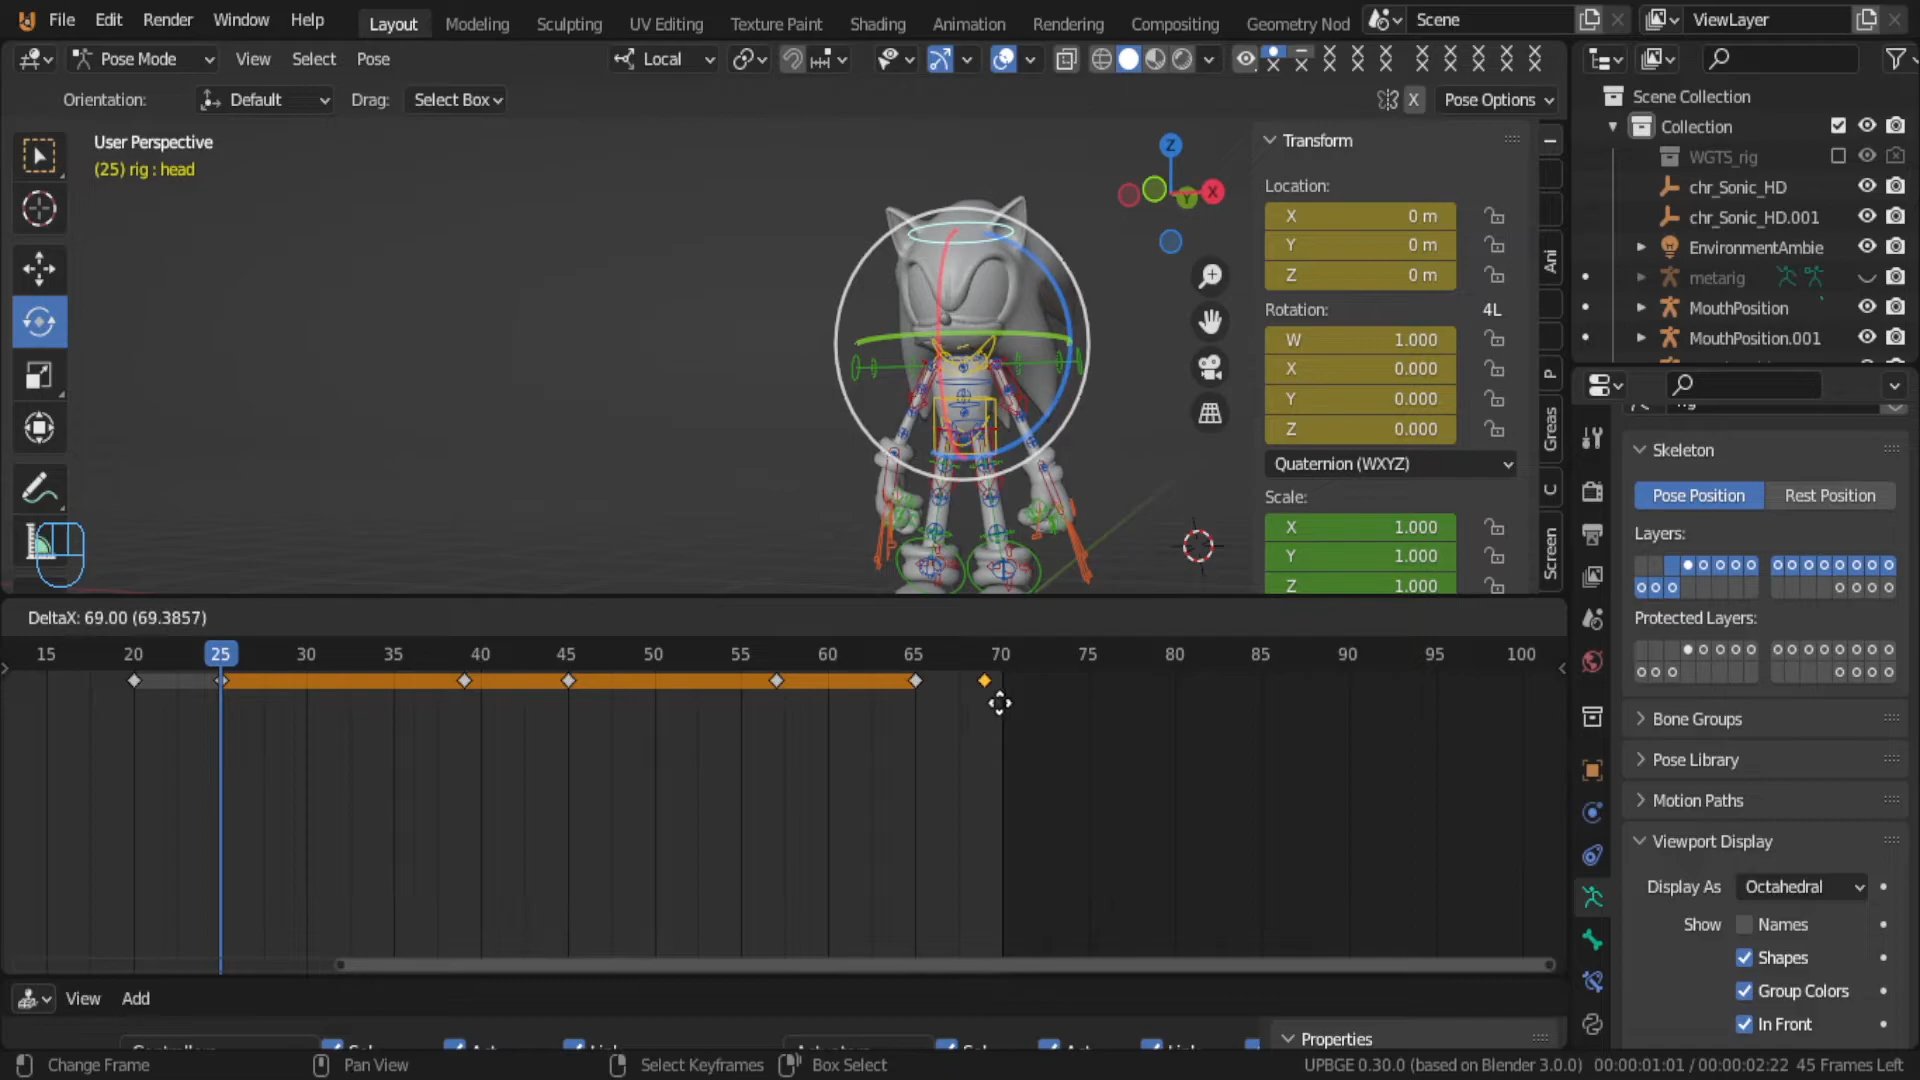 File Edit Render Window Help Layout Modeling Sculpting UV Editing Texture Paint Shading Animation Rendering Compositing Geometry Nod Scene ViewLayer
Pose Mode View Select Pose Local
Orientation: Default Drag: Select Box X Pose Options
User Perspective
(25) rig : head
Z
X
Y
Transform
Location:
X 0 m
Y 0 m
Z 0 m
Rotation: 4L
W 1.000
X 0.000
Y 0.000
Z 0.000
Quaternion (WXYZ)
Scale:
X 1.000
Y 1.000
Z 1.000
Ani
P
Greas
C
Screen
Scene Collection
Collection
WGTS_rig
chr_Sonic_HD
chr_Sonic_HD.001
EnvironmentAmbie
metarig
MouthPosition
MouthPosition.001
Skeleton
Pose Position Rest Position
Layers:
Protected Layers:
Bone Groups
Pose Library
Motion Paths
Viewport Display
Display As Octahedral
Show Names
Shapes
Group Colors
In Front
DeltaX: 69.00 (69.3857)
15 20 25 30 35 40 45 50 55 60 65 70 75 80 85 90 95 100
View Add
Properties
Change Frame Pan View Select Keyframes Box Select UPBGE 0.30.0 (based on Blender 3.0.0) 00:00:01:01 / 00:00:02:22 45 Frames Left